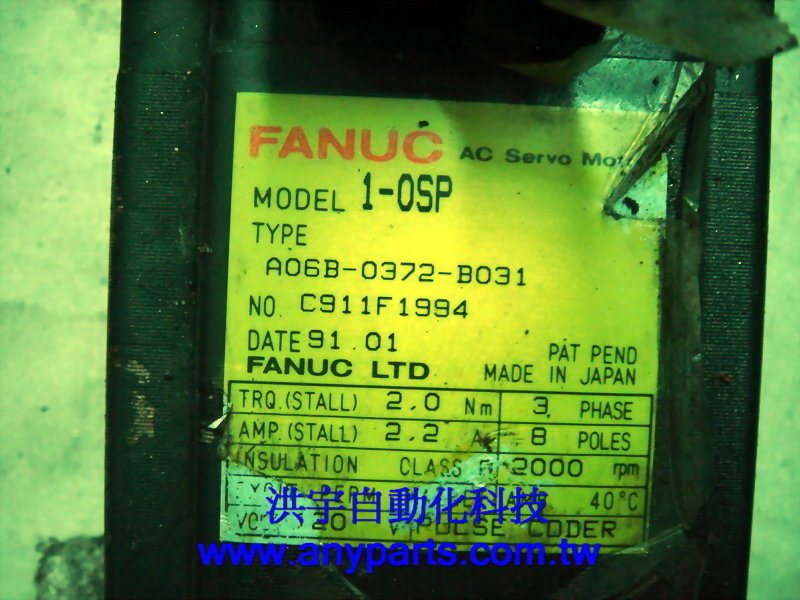 FANUC AC Servo Motor
MODEL 1-0SP
TYPE
A06B-0372-B031
NO. C911F1994
DATE 91.01
PAT PEND
FANUC LTD MADE IN JAPAN
TRQ.(STALL) 2.0 Nm 3 PHASE
AMP.(STALL) 2.2 A 8 POLES
INSULATION CLASS F 2000 rpm
40°C
洪宇自動化科技
PULSE CODER
www.anyparts.com.tw